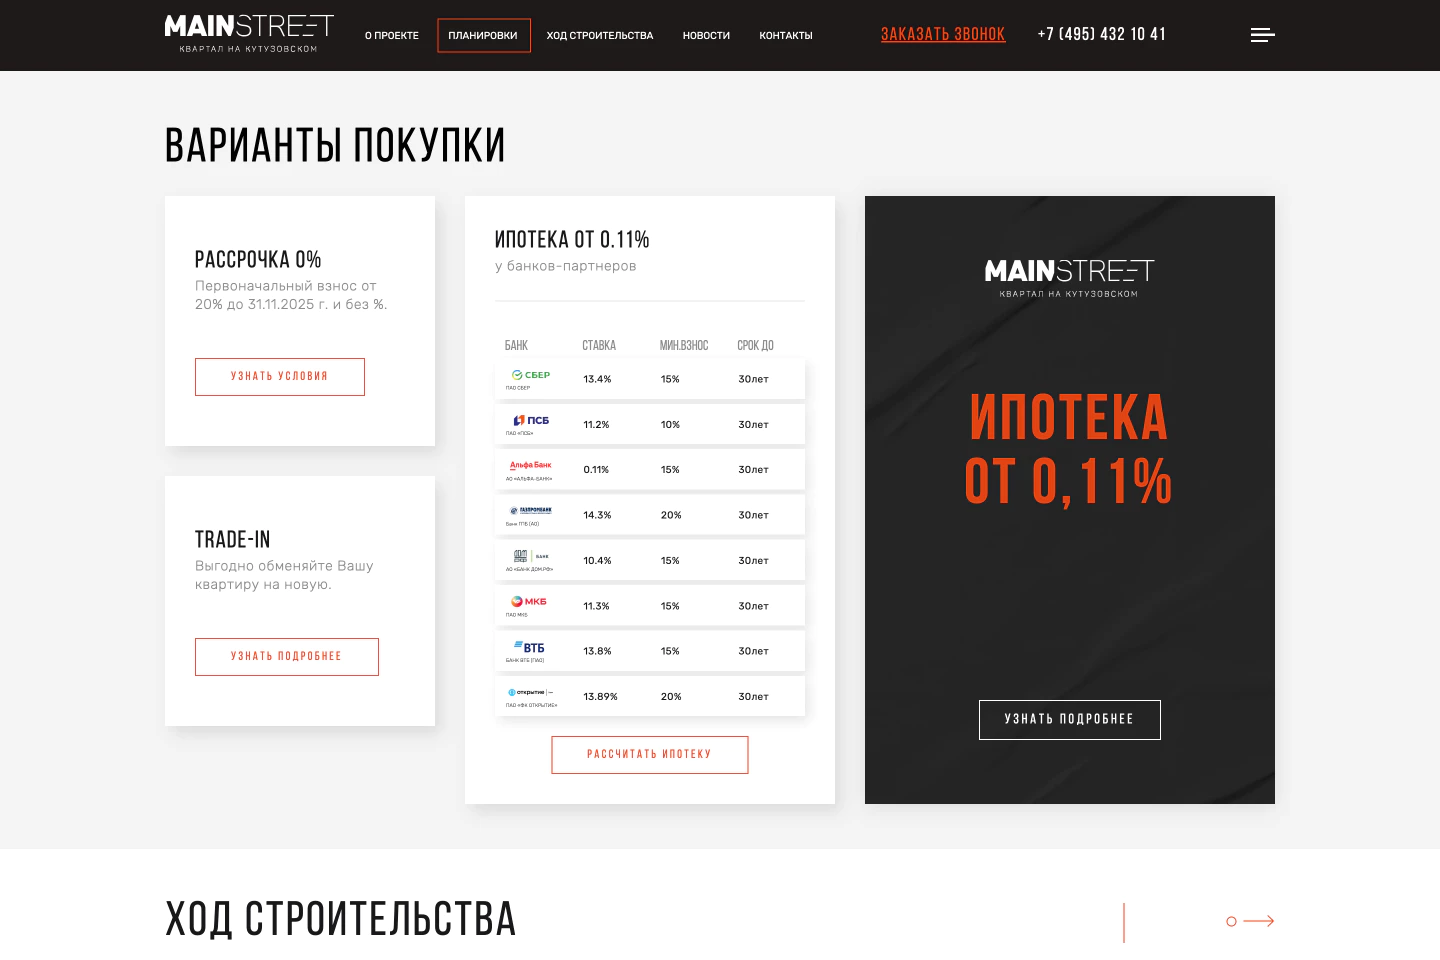 MAINSTREET
КВАРТАЛ НА КУТУЗОВСКОМ
О ПРОЕКТЕ ПЛАНИРОВКИ ХОД СТРОИТЕЛЬСТВА НОВОСТИ КОНТАКТЫ
ЗАКАЗАТЬ ЗВОНОК +7 (495) 432 10 41
ВАРИАНТЫ ПОКУПКИ
РАССРОЧКА 0%
Первоначальный взнос от
20% до 31.11.2025 г. и без %.
УЗНАТЬ УСЛОВИЯ
TRADE-IN
Выгодно обменяйте Вашу
квартиру на новую.
УЗНАТЬ ПОДРОБНЕЕ
ИПОТЕКА ОТ 0.11%
у банков-партнеров
БАНК СТАВКА МИН.ВЗНОС СРОК ДО
СБЕР
ПАО СБЕР
13.4% 15% 30лет
ПСБ
ПАО «ПСБ»
11.2% 10% 30лет
Альфа Банк
АО «АЛЬФА-БАНК»
0.11% 15% 30лет
ГАЗПРОМБАНК
Банк ГПБ (АО)
14.3% 20% 30лет
ДОМ БАНК
АО «БАНК ДОМ.РФ»
10.4% 15% 30лет
МКБ
ПАО МКБ
11.3% 15% 30лет
ВТБ
БАНК ВТБ (ПАО)
13.8% 15% 30лет
открытие
ПАО «ФК ОТКРЫТИЕ»
13.89% 20% 30лет
РАССЧИТАТЬ ИПОТЕКУ
MAINSTREET
КВАРТАЛ НА КУТУЗОВСКОМ
ИПОТЕКА
ОТ 0,11%
УЗНАТЬ ПОДРОБНЕЕ
ХОД СТРОИТЕЛЬСТВА